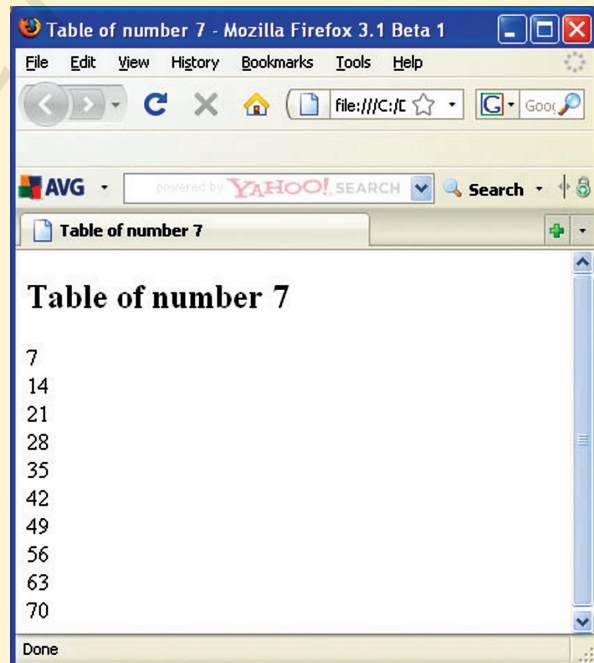 Table of number 7 - Mozilla Firefox 3.1 Beta 1
File Edit View History Bookmarks Tools Help
file:///C:/D G Goo
AVG powered by YAHOO! SEARCH Search
Table of number 7
Table of number 7
7
14
21
28
35
42
49
56
63
70
Done